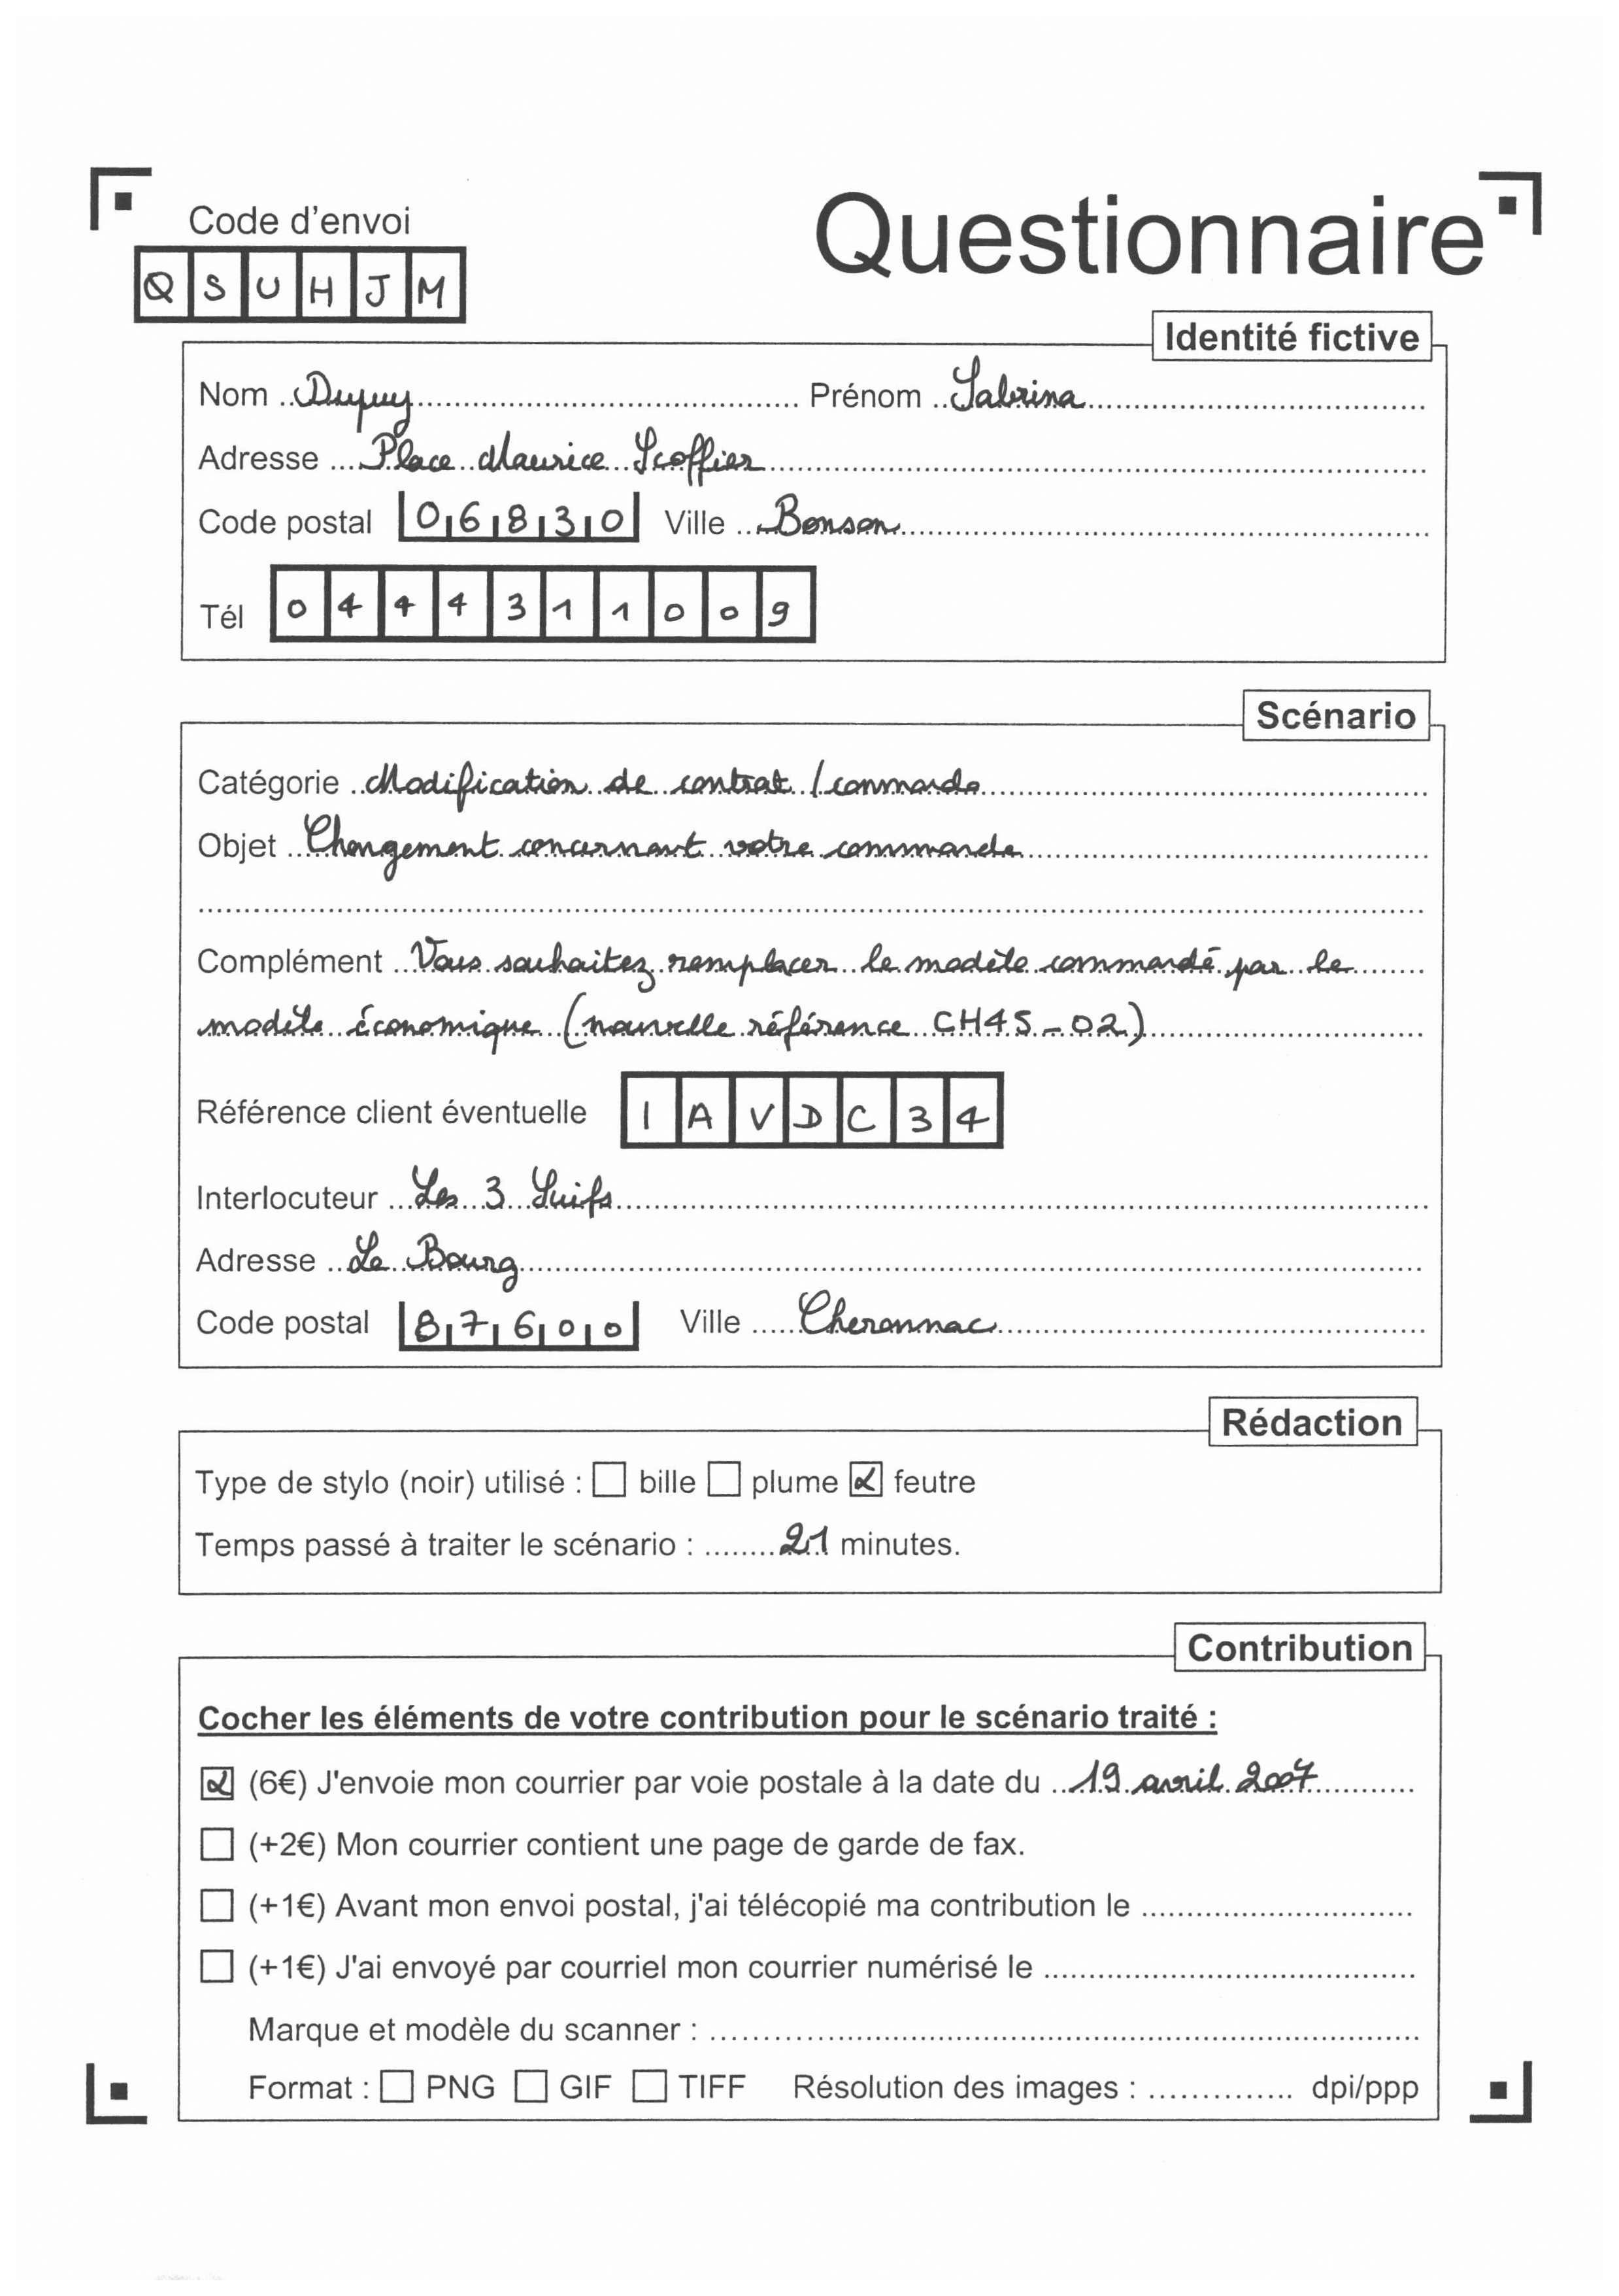 Code d'envoi
Questionnaire
QSUHJM
Identité fictive
Nom Dupuy Prénom Sabrina
Adresse Place Maurice Scoffier
Code postal 06830 Ville Bonson
Tél 0444311009
Scénario
Catégorie Modification de contrat / commande
Objet Changement concernant votre commande
Complément Vous souhaitez remplacer le modèle commandé par le
modèle économique (nouvelle référence CH45-02)
Référence client éventuelle IAVDC34
Interlocuteur Les 3 Suifs
Adresse Le Bourg
Code postal 87600 Ville Cheronnac
Rédaction
Type de stylo (noir) utilisé : ☐ bille ☐ plume ☒ feutre
Temps passé à traiter le scénario : 21 minutes.
Contribution
Cocher les éléments de votre contribution pour le scénario traité :
☒ (6€) J'envoie mon courrier par voie postale à la date du 19 avril 2007
☐ (+2€) Mon courrier contient une page de garde de fax.
☐ (+1€) Avant mon envoi postal, j'ai télécopié ma contribution le
☐ (+1€) J'ai envoyé par courriel mon courrier numérisé le
Marque et modèle du scanner :
Format : ☐ PNG ☐ GIF ☐ TIFF Résolution des images : dpi/ppp